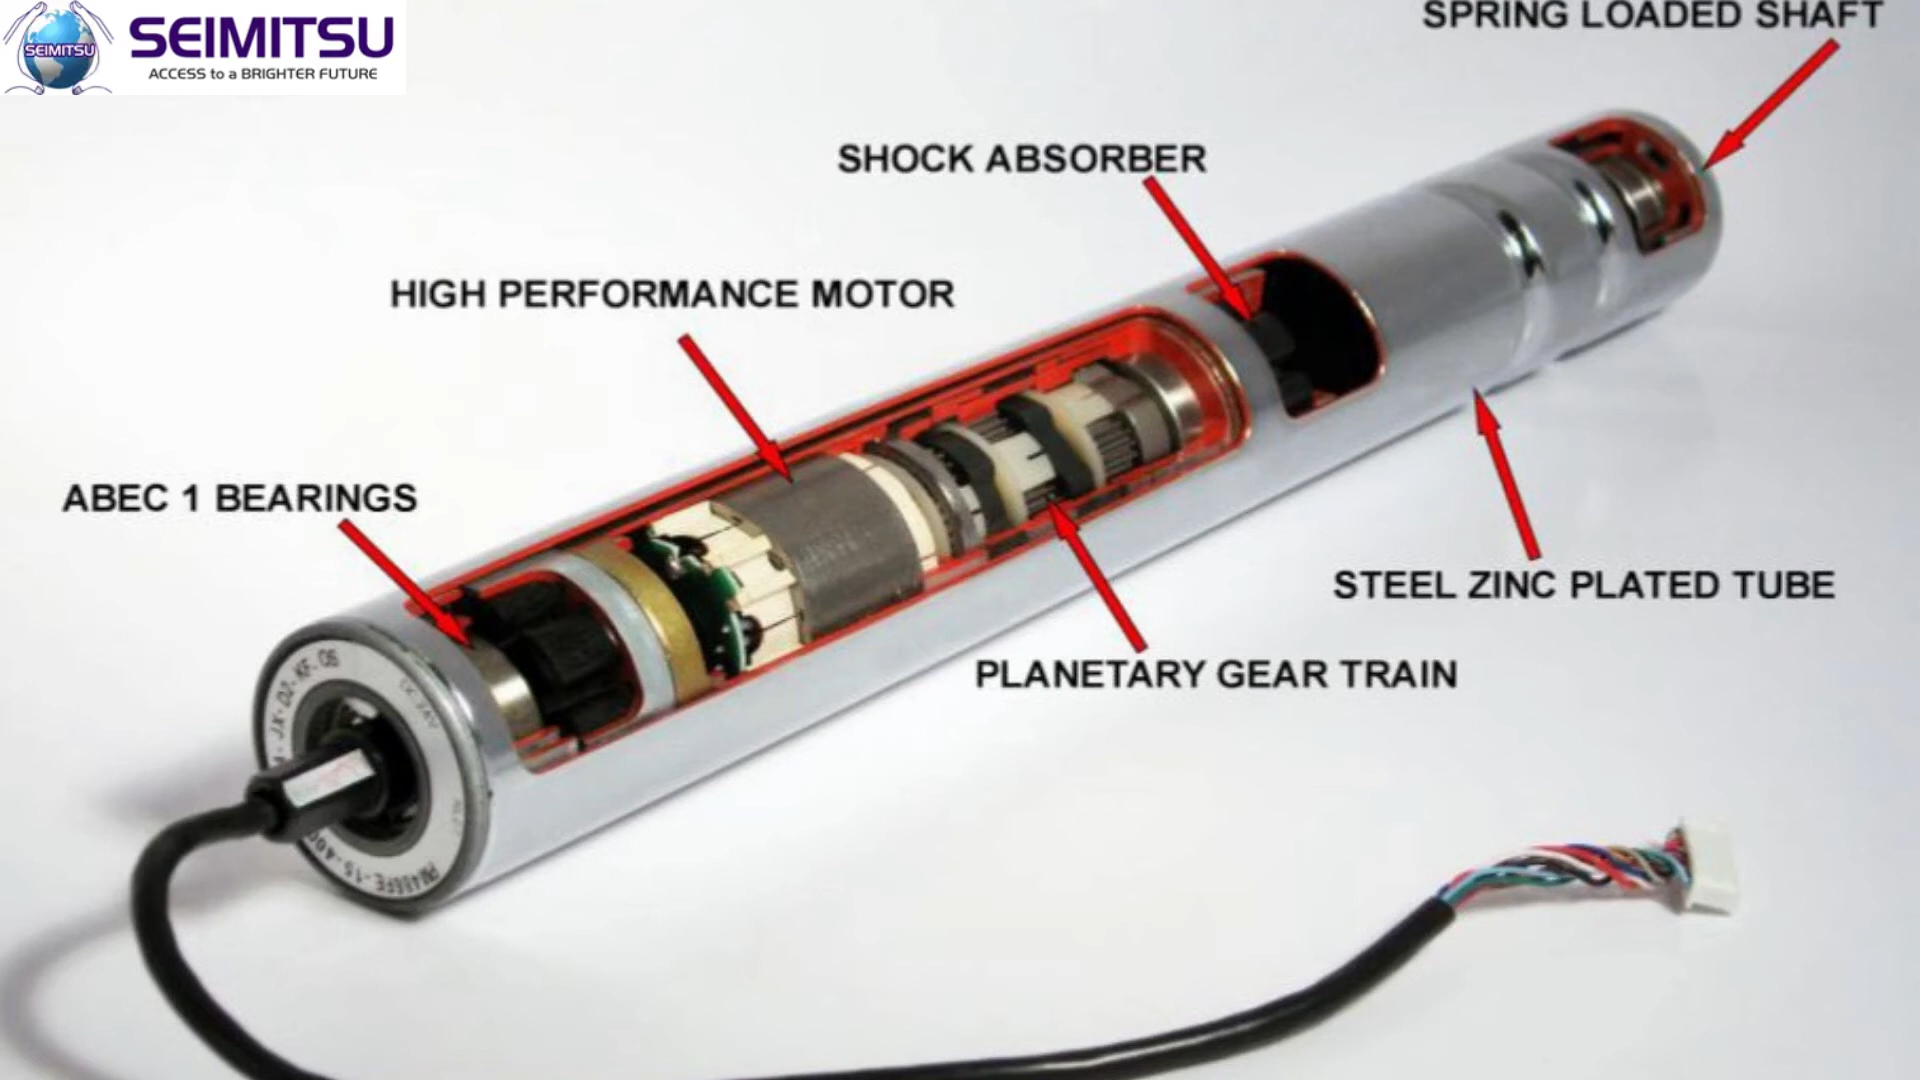 SEIMITSU
SEIMITSU
ACCESS to a BRIGHTER FUTURE
SPRING LOADED SHAFT
SHOCK ABSORBER
HIGH PERFORMANCE MOTOR
ABEC 1 BEARINGS
STEEL ZINC PLATED TUBE
PLANETARY GEAR TRAIN